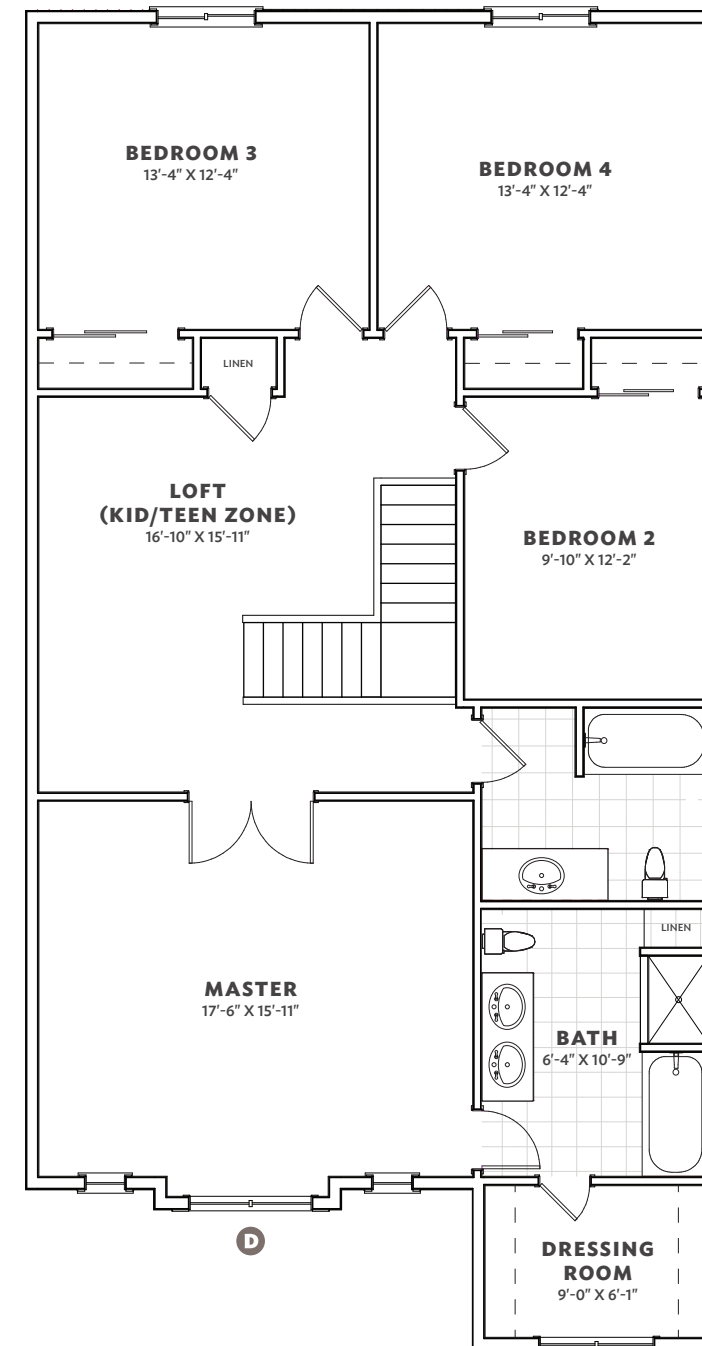 BEDROOM 3
13'-4" X 12'-4"
BEDROOM 4
13'-4" X 12'-4"
LINEN
LOFT
(KID/TEEN ZONE)
16'-10" X 15'-11"
BEDROOM 2
9'-10" X 12'-2"
MASTER
17'-6" X 15'-11"
LINEN
BATH
6'-4" X 10'-9"
D
DRESSING
ROOM
9'-0" X 6'-1"